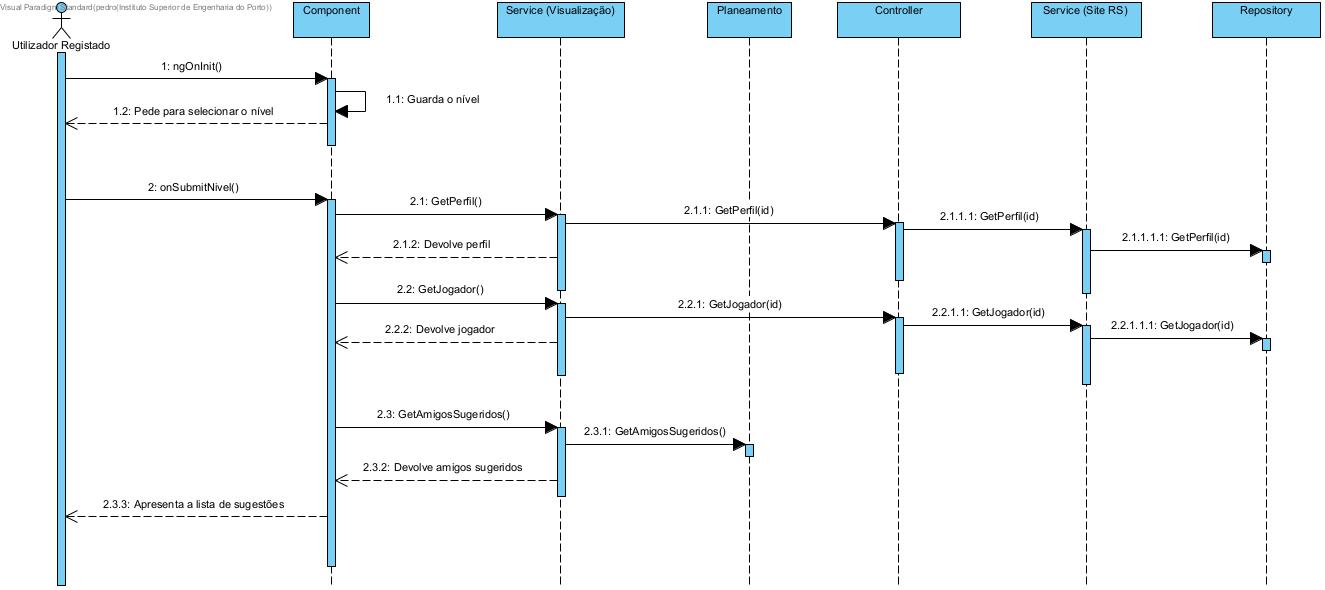 Visual Paradigm Standard(pedro(Instituto Superior de Engenharia do Porto))
Utilizador Registado
Component
Service (Visualização)
Planeamento
Controller
Service (Site RS)
Repository
1: ngOnInit()
1.1: Guarda o nível
1.2: Pede para selecionar o nível
2: onSubmitNivel()
2.1: GetPerfil()
2.1.1: GetPerfil(id)
2.1.1.1: GetPerfil(id)
2.1.1.1.1: GetPerfil(id)
2.1.2: Devolve perfil
2.2: GetJogador()
2.2.1: GetJogador(id)
2.2.1.1: GetJogador(id)
2.2.1.1.1: GetJogador(id)
2.2.2: Devolve jogador
2.3: GetAmigosSugeridos()
2.3.1: GetAmigosSugeridos()
2.3.2: Devolve amigos sugeridos
2.3.3: Apresenta a lista de sugestões